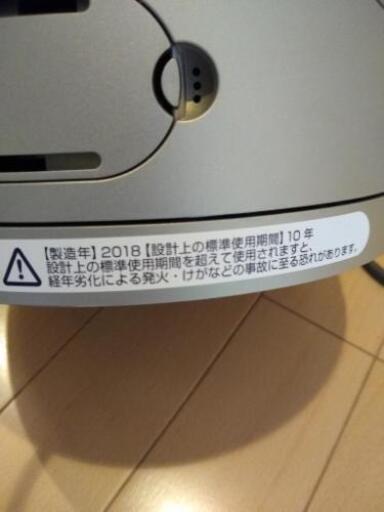 【製造年】2018【設計上の標準使用期間】10年
設計上の標準使用期間を超えて使用されますと、
経年劣化による発火・けがなどの事故に至る恐れがあります。